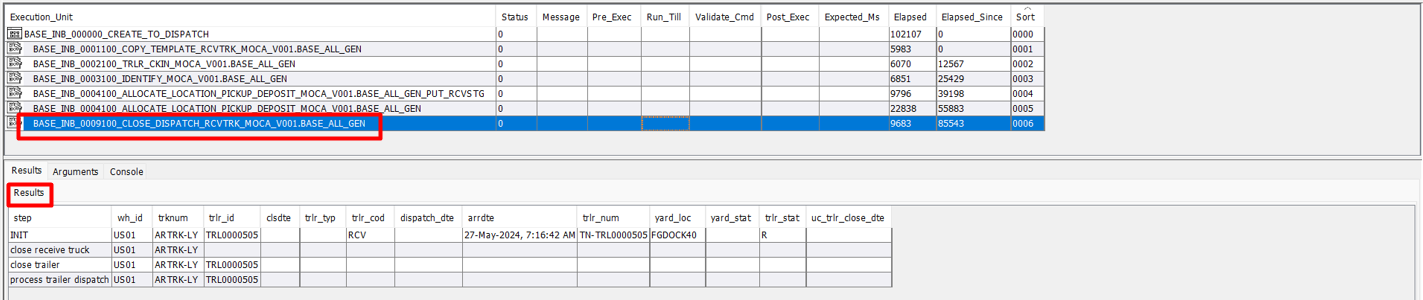 Execution_Unit Status Message Pre_Exec Run_Till Validate_Cmd Post_Exec Expected_Ms Elapsed Elapsed_Since Sort
BASE_INB_000000_CREATE_TO_DISPATCH 0 102107 0 0000
BASE_INB_0001100_COPY_TEMPLATE_RCVTRK_MOCA_V001.BASE_ALL_GEN 0 5983 0 0001
BASE_INB_0002100_TRLR_CKIN_MOCA_V001.BASE_ALL_GEN 0 6070 12567 0002
BASE_INB_0003100_IDENTIFY_MOCA_V001.BASE_ALL_GEN 0 6851 25429 0003
BASE_INB_0004100_ALLOCATE_LOCATION_PICKUP_DEPOSIT_MOCA_V001.BASE_ALL_GEN_PUT_RCVSTG 0 9796 39198 0004
BASE_INB_0004100_ALLOCATE_LOCATION_PICKUP_DEPOSIT_MOCA_V001.BASE_ALL_GEN 0 22838 55883 0005
BASE_INB_0009100_CLOSE_DISPATCH_RCVTRK_MOCA_V001.BASE_ALL_GEN 0 9683 85543 0006
Results Arguments Console
Results
step wh_id trknum trlr_id clsdte trlr_typ trlr_cod dispatch_dte arrdte trlr_num yard_loc yard_stat trlr_stat uc_trlr_close_dte
INIT US01 ARTRK-LY TRL0000505 RCV 27-May-2024, 7:16:42 AM TN-TRL0000505 FGDOCK40 R
close receive truck US01 ARTRK-LY
close trailer US01 ARTRK-LY TRL0000505
process trailer dispatch US01 ARTRK-LY TRL0000505